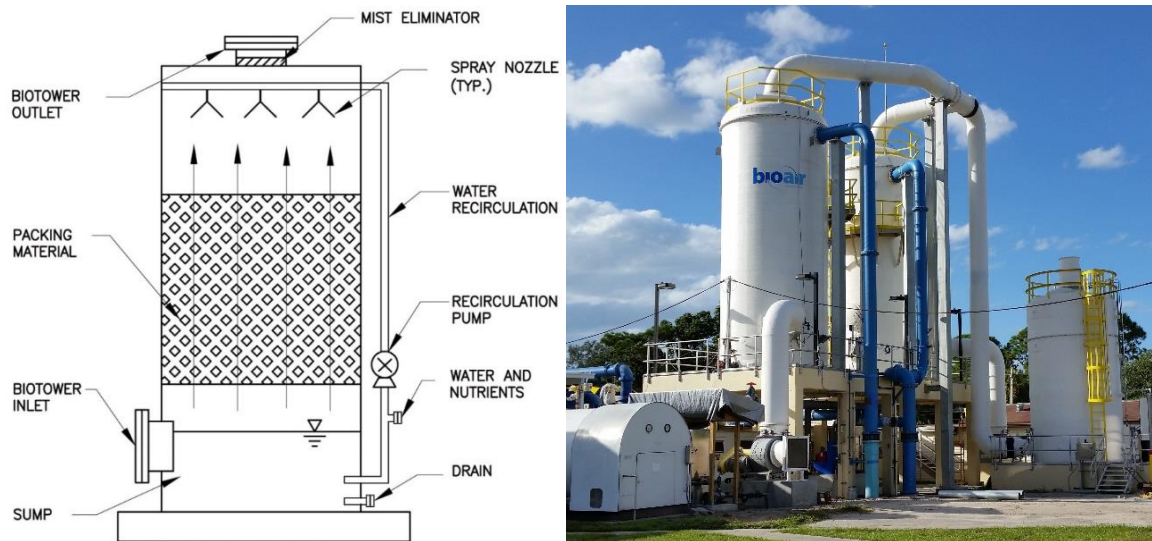 MIST ELIMINATOR
BIOTOWER
OUTLET
SPRAY NOZZLE
(TYP.)
WATER
RECIRCULATION
PACKING
MATERIAL
RECIRCULATION
PUMP
BIOTOWER
INLET
WATER AND
NUTRIENTS
DRAIN
SUMP
bioair